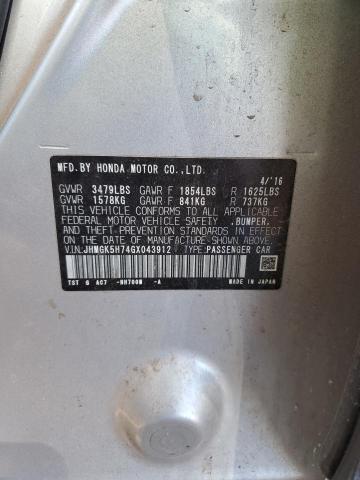 MFD.BY HONDA MOTOR CO.,LTD.
4/'16
GVWR 3479LBS GAWR F 1854LBS R 1625LBS
GVWR 1578KG GAWR F 841KG R 737KG
THIS VEHICLE CONFORMS TO ALL APPLICABLE
FEDERAL MOTOR VEHICLE SAFETY, BUMPER,
AND THEFT PREVENTION STANDARDS IN EFFECT
ON THE DATE OF MANUFACTURE SHOWN ABOVE.
V.I.N:JHMGK5H74GX043912 TYPE:PASSENGER CAR
TST G AC7 -NH700M -A
MADE IN JAPAN